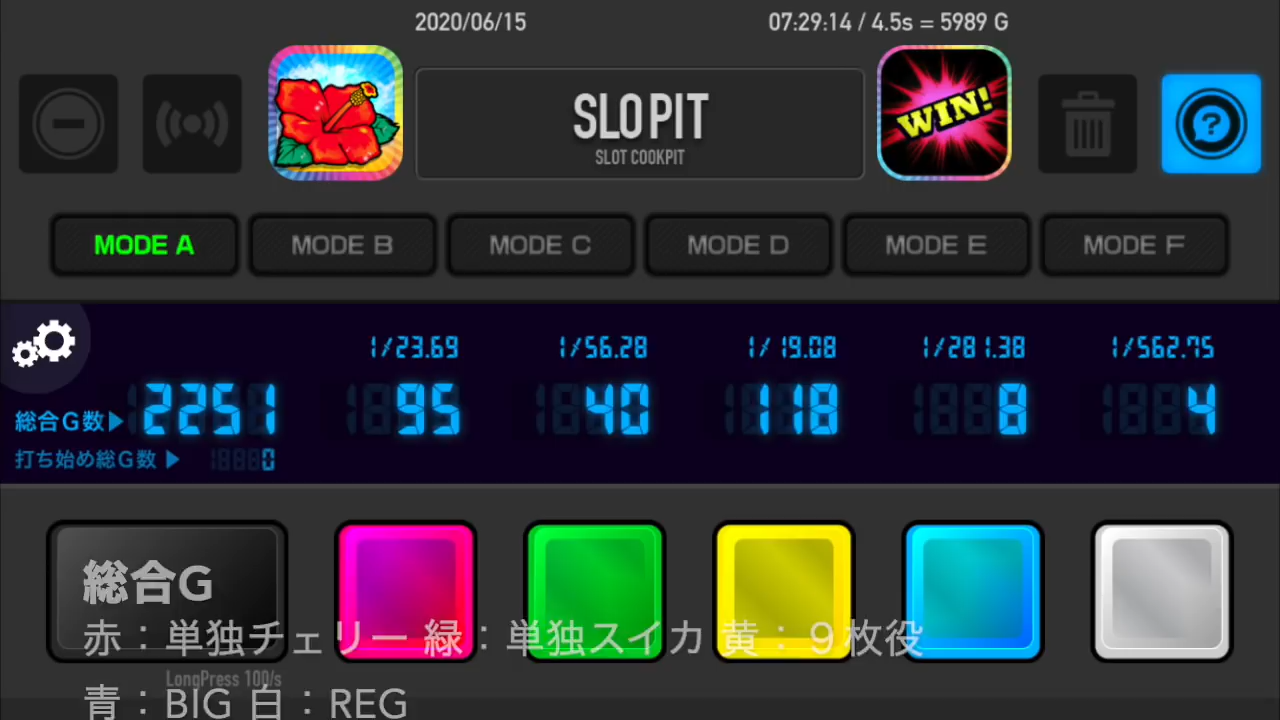 2020/06/15 07:29:14 / 4.5s = 5989 G
WIN!
SLOPIT
SLOT COOKPIT
MODE A MODE B MODE C MODE D MODE E MODE F
1/23.69 1/56.28 1/19.08 1/281.38 1/562.75
総合G数▶ 2251 95 40 118 8 4
打ち始め総G数 ▶ 0
総合G
赤：単独チェリー 緑：単独スイカ 黄：９枚役
LongPress 100/s
青：BIG 白：REG